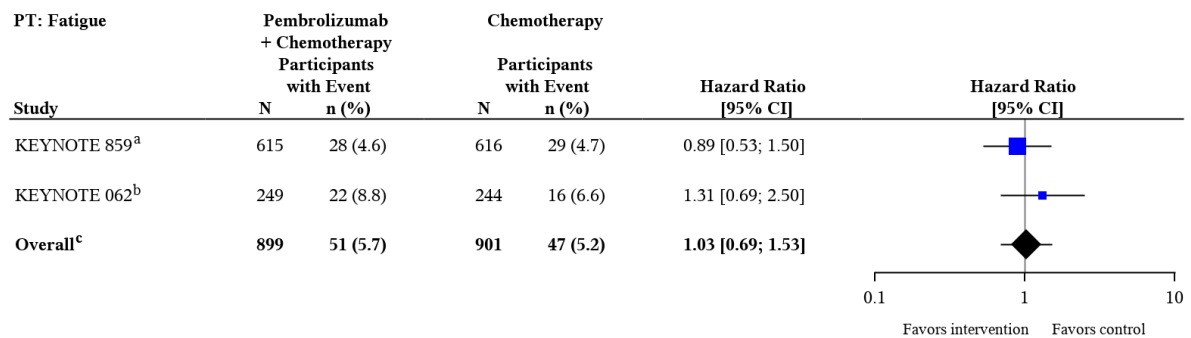 PT: Fatigue Pembrolizumab Chemotherapy
+ Chemotherapy
Participants Participants
with Event with Event Hazard Ratio Hazard Ratio
Study N n (%) N n (%) [95% CI] [95% CI]
KEYNOTE 859a 615 28 (4.6) 616 29 (4.7) 0.89 [0.53; 1.50]
KEYNOTE 062b 249 22 (8.8) 244 16 (6.6) 1.31 [0.69; 2.50]
Overallc 899 51 (5.7) 901 47 (5.2) 1.03 [0.69; 1.53]
0.1 1 10
Favors intervention Favors control